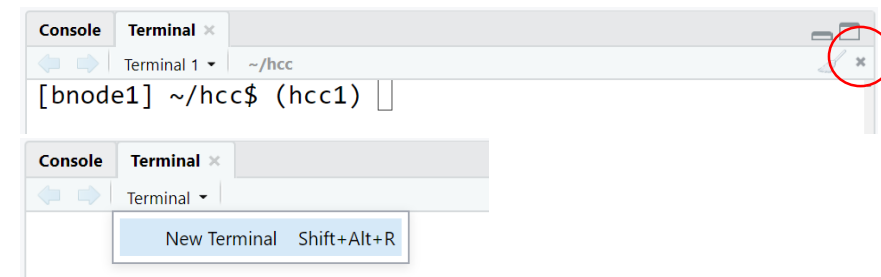 Console Terminal ×
Terminal 1 ~/hcc
[bnode1] ~/hcc$ (hcc1)
Console Terminal ×
Terminal
New Terminal Shift+Alt+R